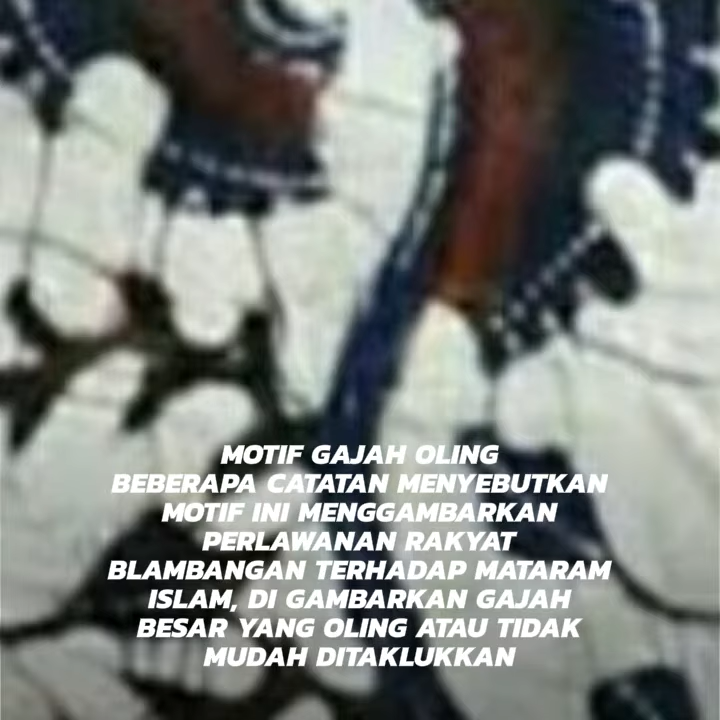 MOTIF GAJAH OLING
BEBERAPA CATATAN MENYEBUTKAN
MOTIF INI MENGGAMBARKAN
PERLAWANAN RAKYAT
BLAMBANGAN TERHADAP MATARAM
ISLAM, DI GAMBARKAN GAJAH
BESAR YANG OLING ATAU TIDAK
MUDAH DITAKLUKKAN